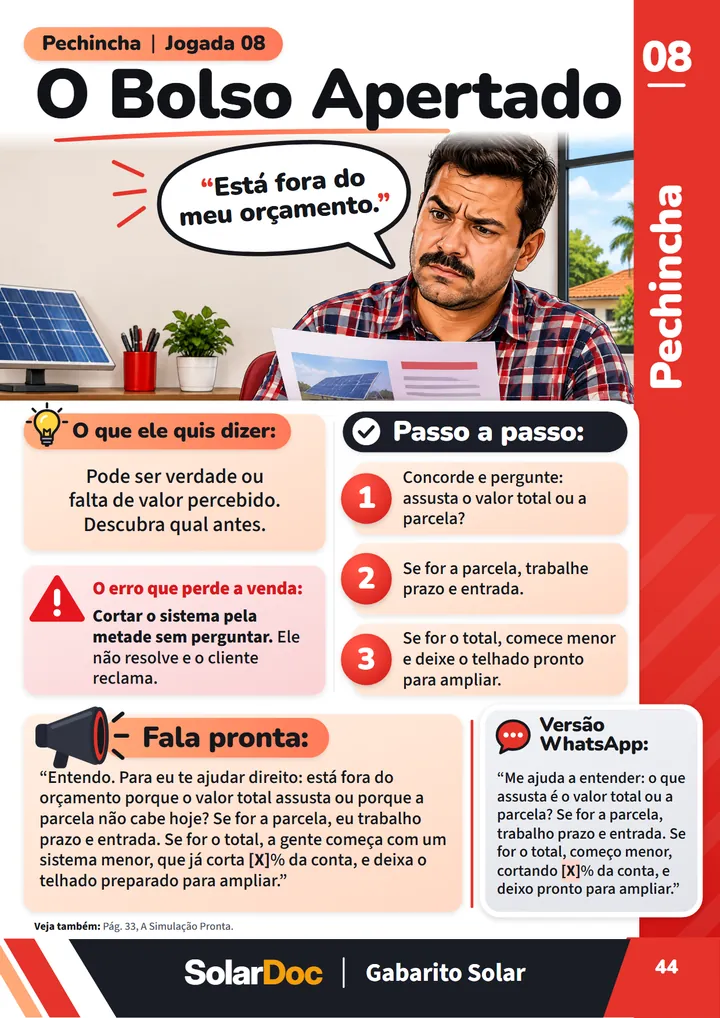 Pechincha | Jogada 08
O Bolso Apertado
08
Pechincha
“Está fora do
meu orçamento.”
O que ele quis dizer:
Pode ser verdade ou
falta de valor percebido.
Descubra qual antes.
O erro que perde a venda:
Cortar o sistema pela
metade sem perguntar. Ele
não resolve e o cliente
reclama.
Passo a passo:
1
Concorde e pergunte:
assusta o valor total ou a
parcela?
2
Se for a parcela, trabalhe
prazo e entrada.
3
Se for o total, comece menor
e deixe o telhado pronto
para ampliar.
Fala pronta:
“Entendo. Para eu te ajudar direito: está fora do
orçamento porque o valor total assusta ou porque a
parcela não cabe hoje? Se for a parcela, eu trabalho
prazo e entrada. Se for o total, a gente começa com um
sistema menor, que já corta [X]% da conta, e deixa o
telhado preparado para ampliar.”
Versão
WhatsApp:
“Me ajuda a entender: o que
assusta é o valor total ou a
parcela? Se for a parcela,
trabalho prazo e entrada. Se
for o total, começo menor,
cortando [X]% da conta, e
deixo pronto para ampliar.”
Veja também: Pág. 33, A Simulação Pronta.
SolarDoc | Gabarito Solar
44